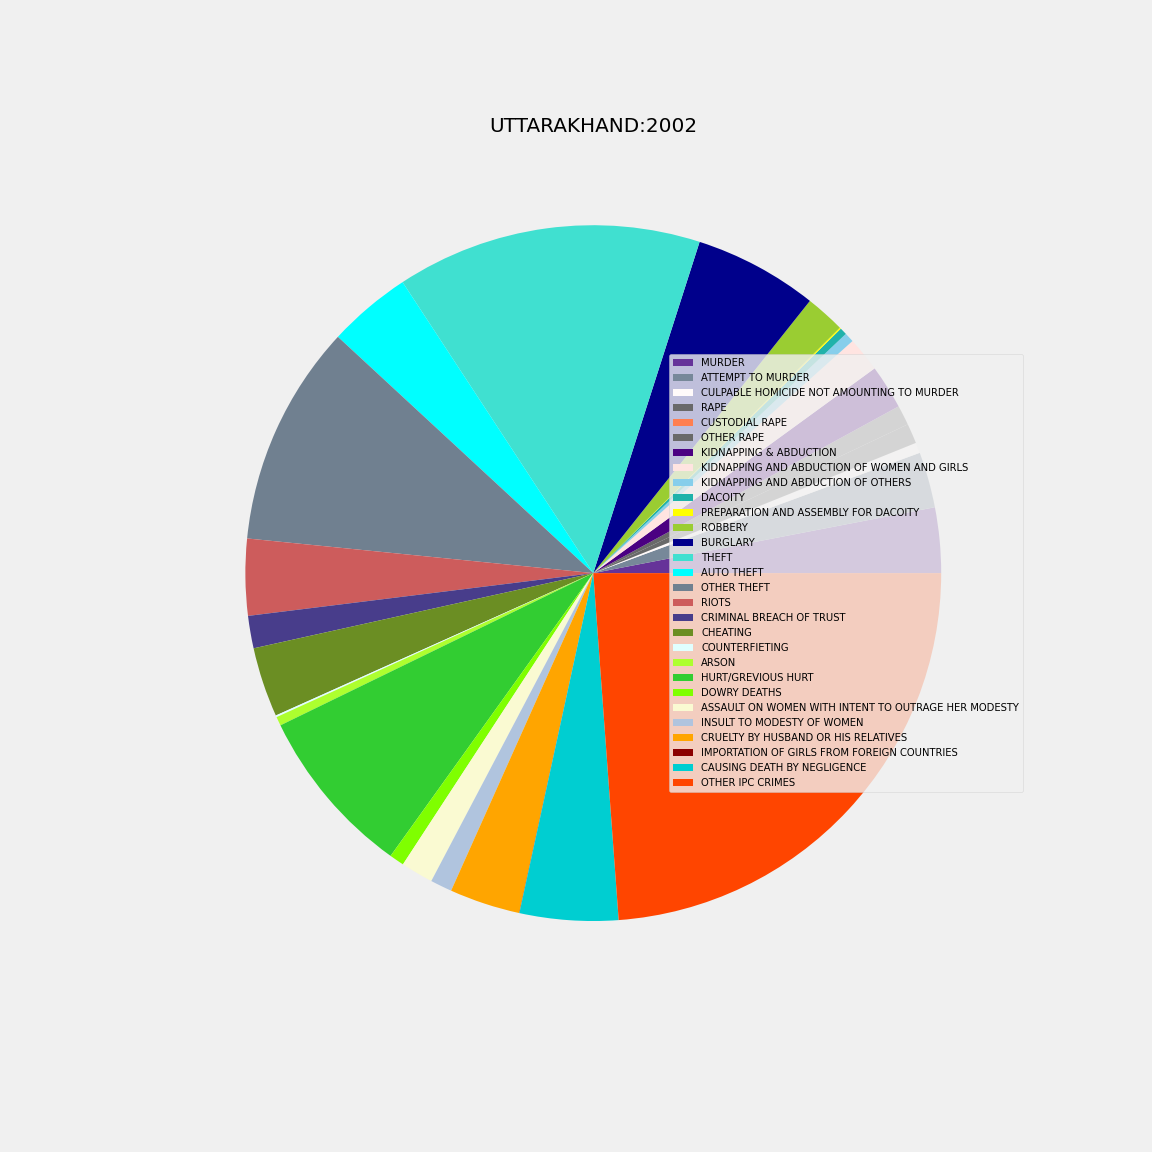 UTTARAKHAND:2002
MURDER
ATTEMPT TO MURDER
CULPABLE HOMICIDE NOT AMOUNTING TO MURDER
RAPE
CUSTODIAL RAPE
OTHER RAPE
KIDNAPPING & ABDUCTION
KIDNAPPING AND ABDUCTION OF WOMEN AND GIRLS
KIDNAPPING AND ABDUCTION OF OTHERS
DACOITY
PREPARATION AND ASSEMBLY FOR DACOITY
ROBBERY
BURGLARY
THEFT
AUTO THEFT
OTHER THEFT
RIOTS
CRIMINAL BREACH OF TRUST
CHEATING
COUNTERFIETING
ARSON
HURT/GREVIOUS HURT
DOWRY DEATHS
ASSAULT ON WOMEN WITH INTENT TO OUTRAGE HER MODESTY
INSULT TO MODESTY OF WOMEN
CRUELTY BY HUSBAND OR HIS RELATIVES
IMPORTATION OF GIRLS FROM FOREIGN COUNTRIES
CAUSING DEATH BY NEGLIGENCE
OTHER IPC CRIMES